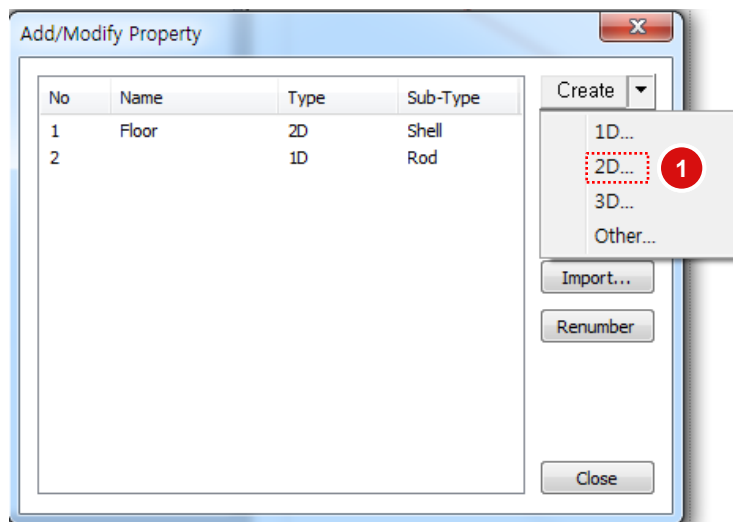 Add/Modify Property
x
No Name Type Sub-Type
1 Floor 2D Shell
2 1D Rod
Create
1D...
2D... 1
3D...
Other...
Import...
Renumber
Close